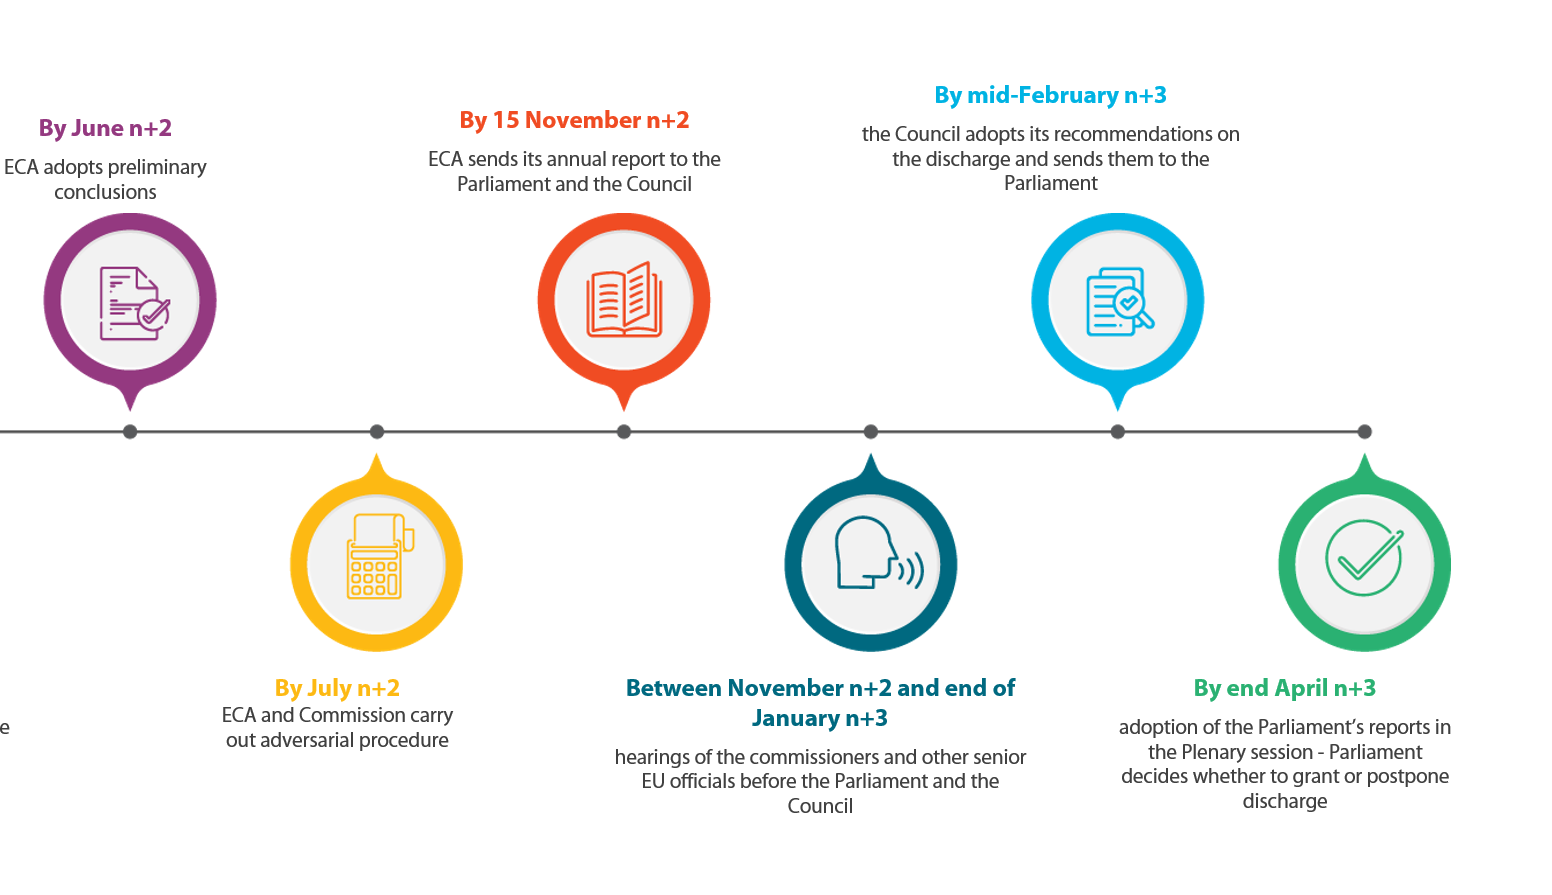 By June n+2
ECA adopts preliminary
conclusions
By 15 November n+2
ECA sends its annual report to the
Parliament and the Council
By mid-February n+3
the Council adopts its recommendations on
the discharge and sends them to the
Parliament
e
By July n+2
ECA and Commission carry
out adversarial procedure
Between November n+2 and end of
January n+3
hearings of the commissioners and other senior
EU officials before the Parliament and the
Council
By end April n+3
adoption of the Parliament’s reports in
the Plenary session - Parliament
decides whether to grant or postpone
discharge